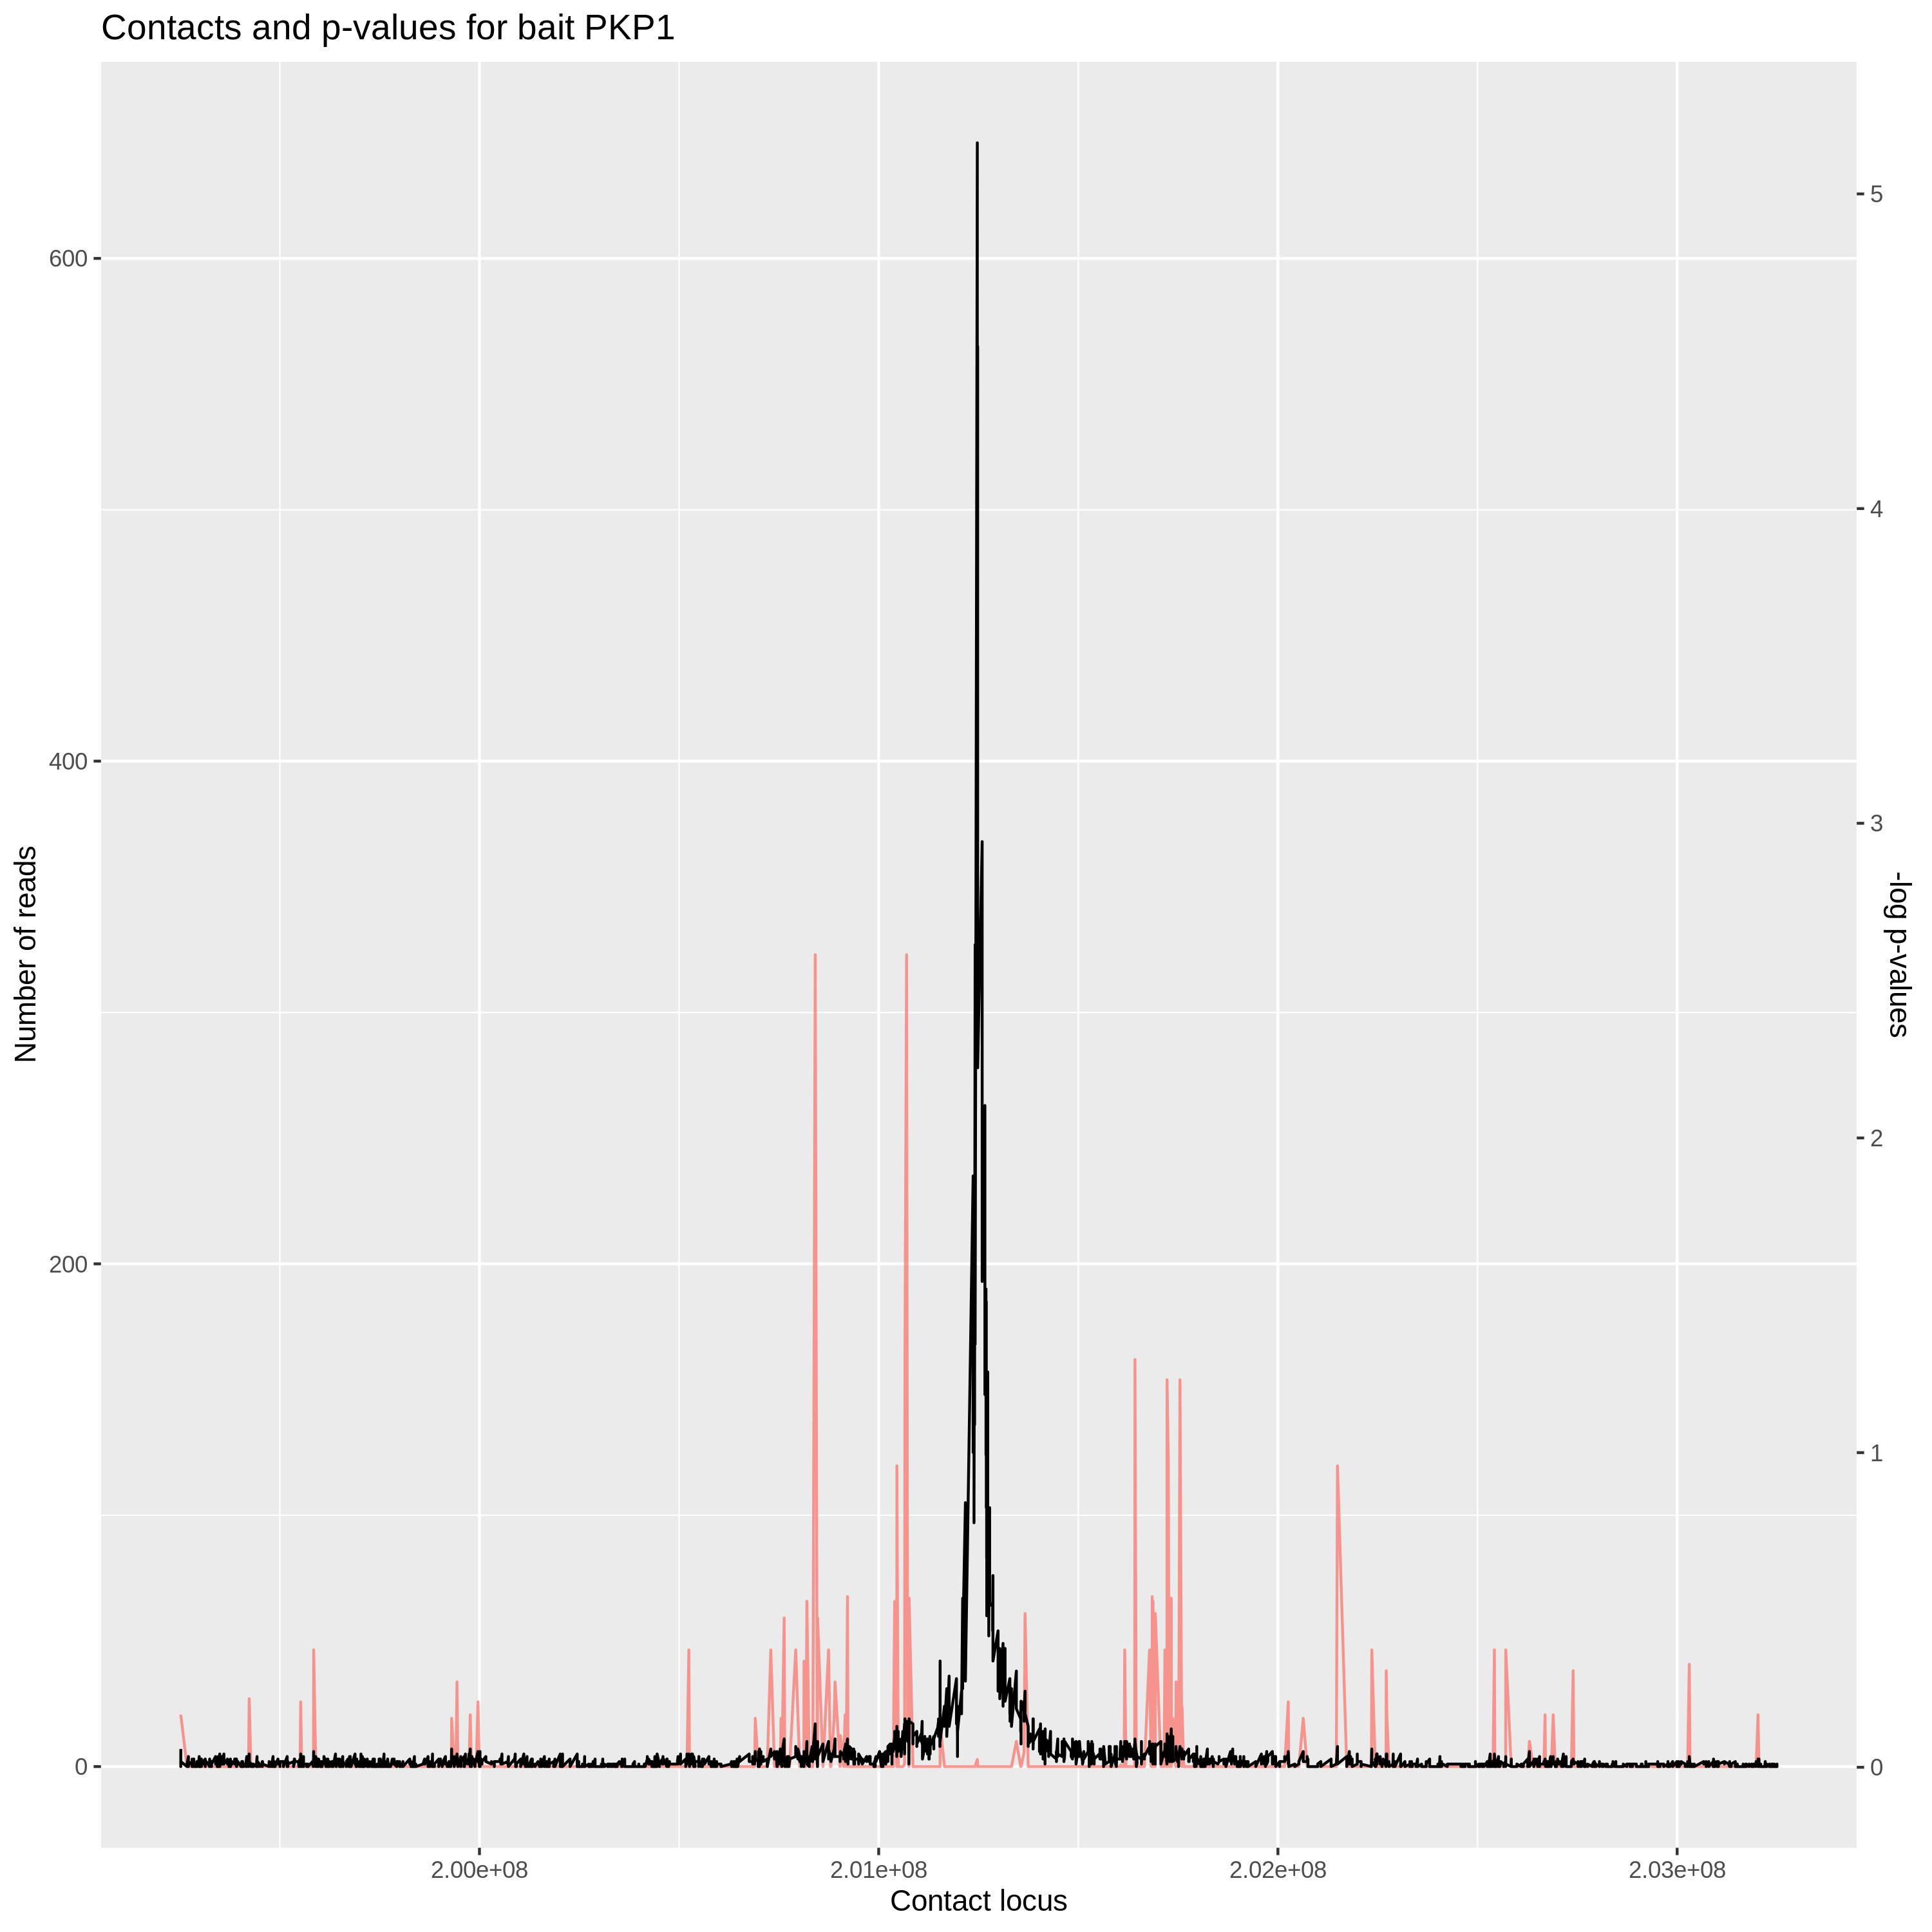 Contacts and p-values for bait PKP1
600
400
200
0
Number of reads
5
4
3
2
1
0
-log p-values
2.00e+08
2.01e+08
2.02e+08
2.03e+08
Contact locus